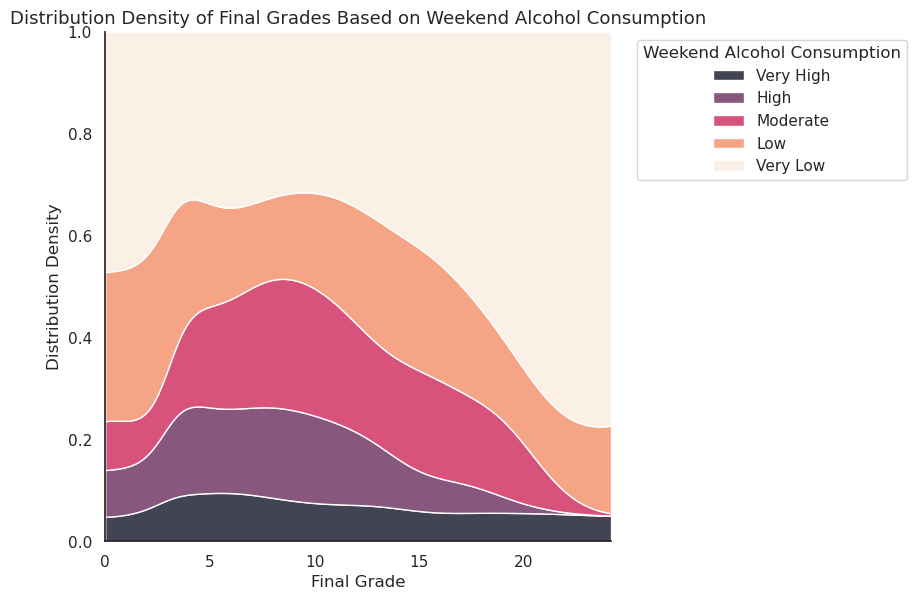 Distribution Density of Final Grades Based on Weekend Alcohol Consumption
1.0
0.8
0.6
0.4
0.2
0.0
Distribution Density
0 5 10 15 20
Final Grade
Weekend Alcohol Consumption
Very High
High
Moderate
Low
Very Low